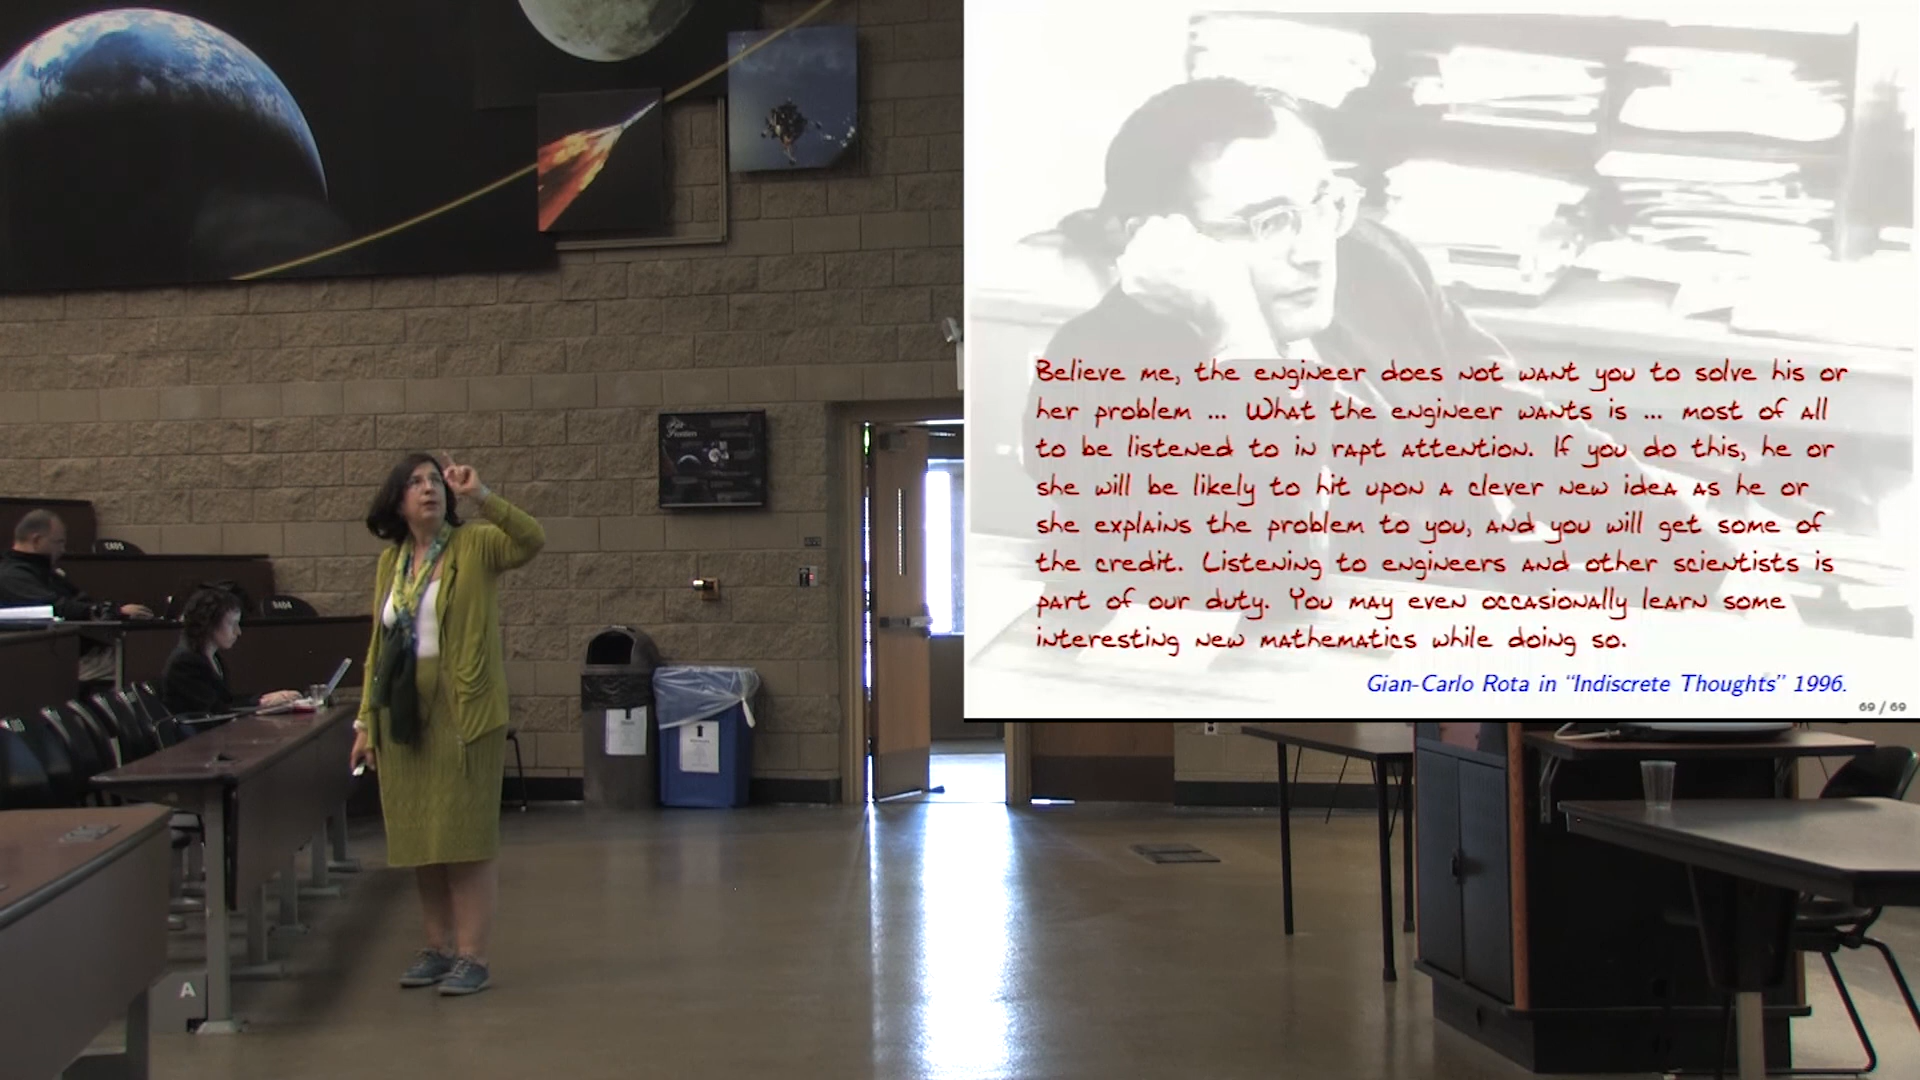 Believe me, the engineer does not want you to solve his or
her problem ... What the engineer wants is ... most of all
to be listened to in rapt attention. If you do this, he or
she will be likely to hit upon a clever new idea as he or
she explains the problem to you, and you will get some of
the credit. Listening to engineers and other scientists is
part of our duty. You may even occasionally learn some
interesting new mathematics while doing so.
Gian-Carlo Rota in “Indiscrete Thoughts” 1996.
69 / 69
A